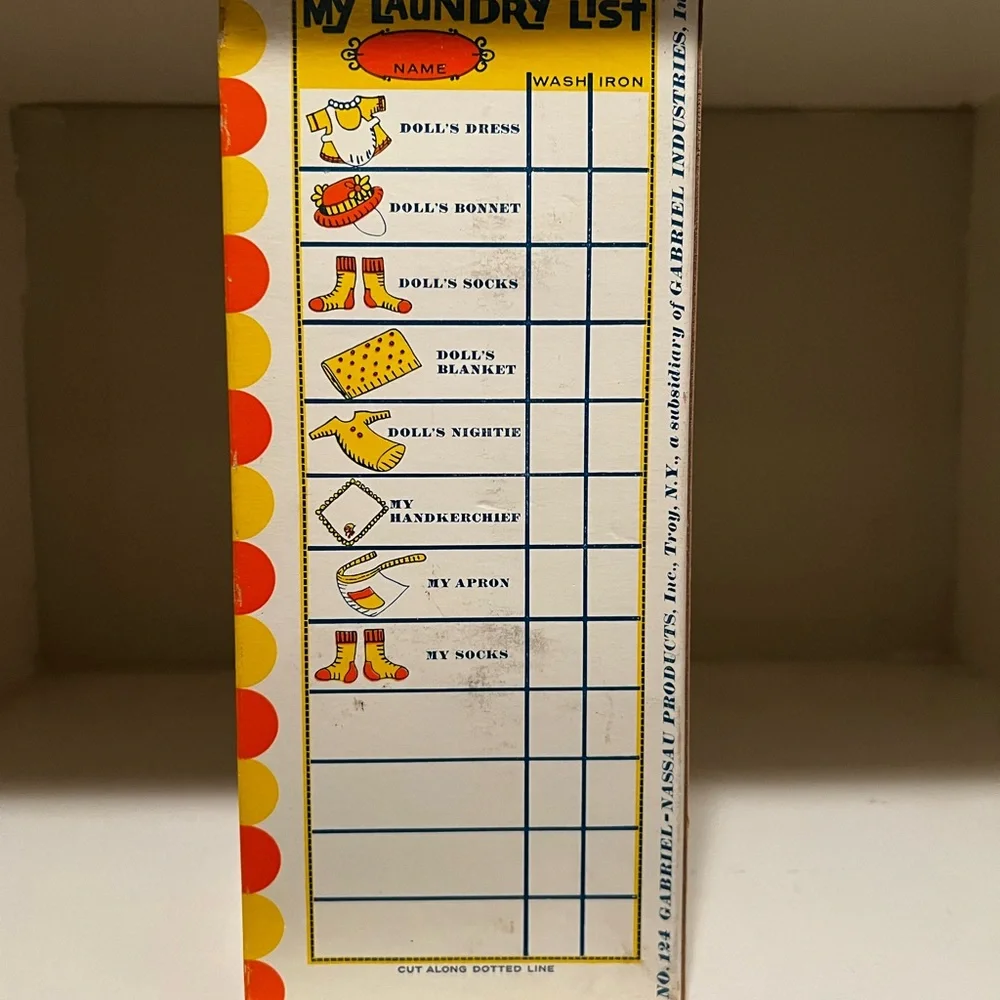 My LAUNDRY LIST
NAME
WASH IRON
DOLL'S DRESS
DOLL'S BONNET
DOLL'S SOCKS
DOLL'S
BLANKET
DOLL'S NIGHTIE
MY
HANDKERCHIEF
MY APRON
MY SOCKS
CUT ALONG DOTTED LINE
NO. 124 GABRIEL-NASSAU PRODUCTS, Inc., Troy, N.Y., a subsidiary of GABRIEL INDUSTRIES,